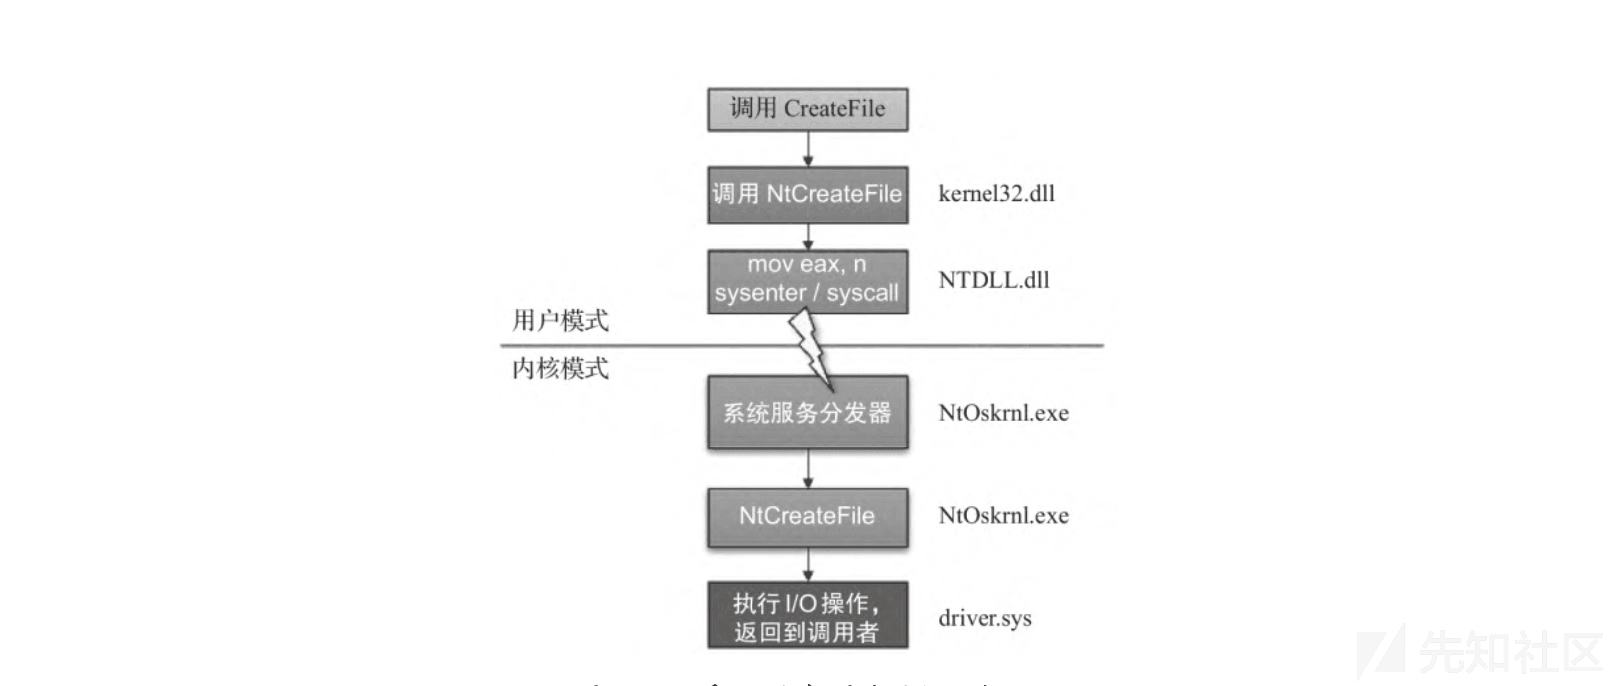 调用 CreateFile
调用 NtCreateFile
kernel32.dll
mov eax, n
sysenter / syscall
NTDLL.dll
用户模式
内核模式
系统服务分发器
NtOskrnl.exe
NtCreateFile
NtOskrnl.exe
执行 I/O 操作，
返回到调用者
driver.sys
先知社区